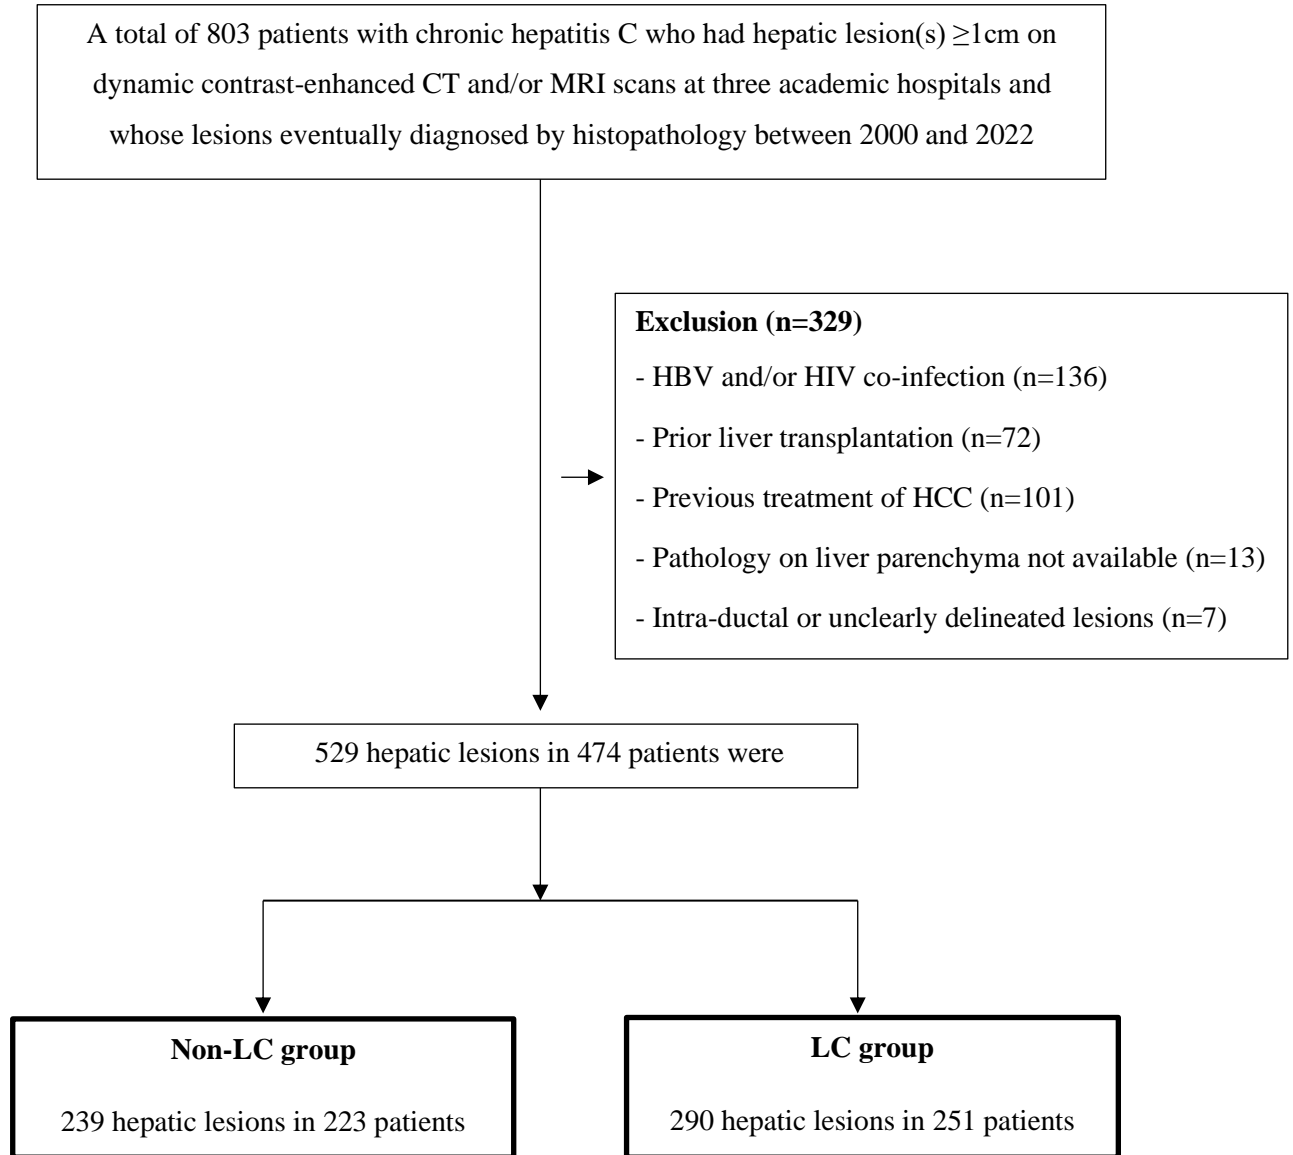 A total of 803 patients with chronic hepatitis C who had hepatic lesion(s) ≥1cm on
dynamic contrast-enhanced CT and/or MRI scans at three academic hospitals and
whose lesions eventually diagnosed by histopathology between 2000 and 2022
Exclusion (n=329)
- HBV and/or HIV co-infection (n=136)
- Prior liver transplantation (n=72)
- Previous treatment of HCC (n=101)
- Pathology on liver parenchyma not available (n=13)
- Intra-ductal or unclearly delineated lesions (n=7)
529 hepatic lesions in 474 patients were
Non-LC group
239 hepatic lesions in 223 patients
LC group
290 hepatic lesions in 251 patients